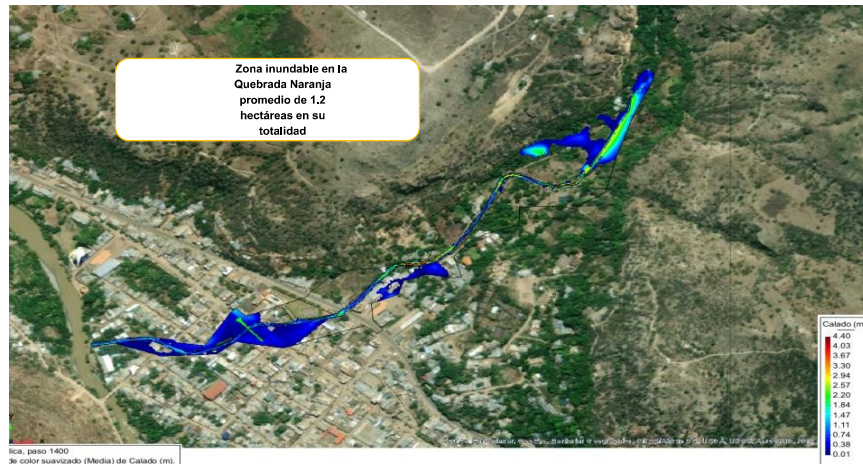 Zona inundable en la
Quebrada Naranja
promedio de 1.2
hectáreas en su
totalidad
Calado (m
4.40
4.03
3.67
3.30
2.94
2.57
2.20
1.84
1.47
1.11
0.74
0.38
0.01
lica, paso 1400
de color suavizado (Media) de Calado (m).